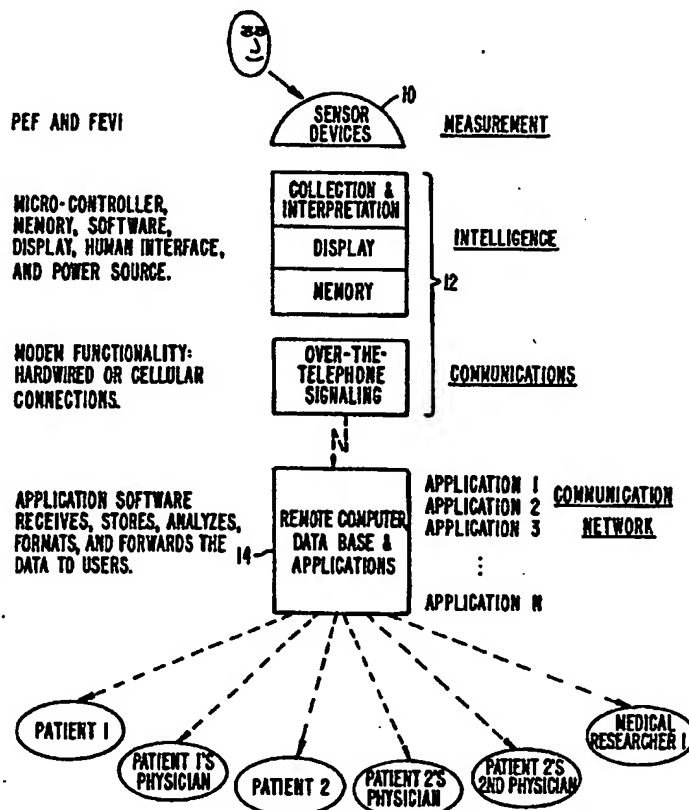 10
SENSOR
DEVICES
PEF AND FEVI
MEASUREMENT
MICRO-CONTROLLER,
MEMORY, SOFTWARE,
DISPLAY, HUMAN INTERFACE,
AND POWER SOURCE.
COLLECTION &
INTERPRETATION
DISPLAY
MEMORY
INTELLIGENCE
12
MODEM FUNCTIONALITY:
HARDWIRED OR CELLULAR
CONNECTIONS.
OVER-THE-
TELEPHONE
SIGNALING
COMMUNICATIONS
APPLICATION SOFTWARE
RECEIVES, STORES, ANALYZES,
FORMATS, AND FORWARDS THE
DATA TO USERS.
14
REMOTE COMPUTER
DATA BASE &
APPLICATIONS
APPLICATION 1
APPLICATION 2
APPLICATION 3
⋮
APPLICATION N
COMMUNICATION
NETWORK
PATIENT 1
PATIENT 1'S
PHYSICIAN
PATIENT 2
PATIENT 2'S
PHYSICIAN
PATIENT 2'S
2ND PHYSICIAN
MEDICAL
RESEARCHER 1